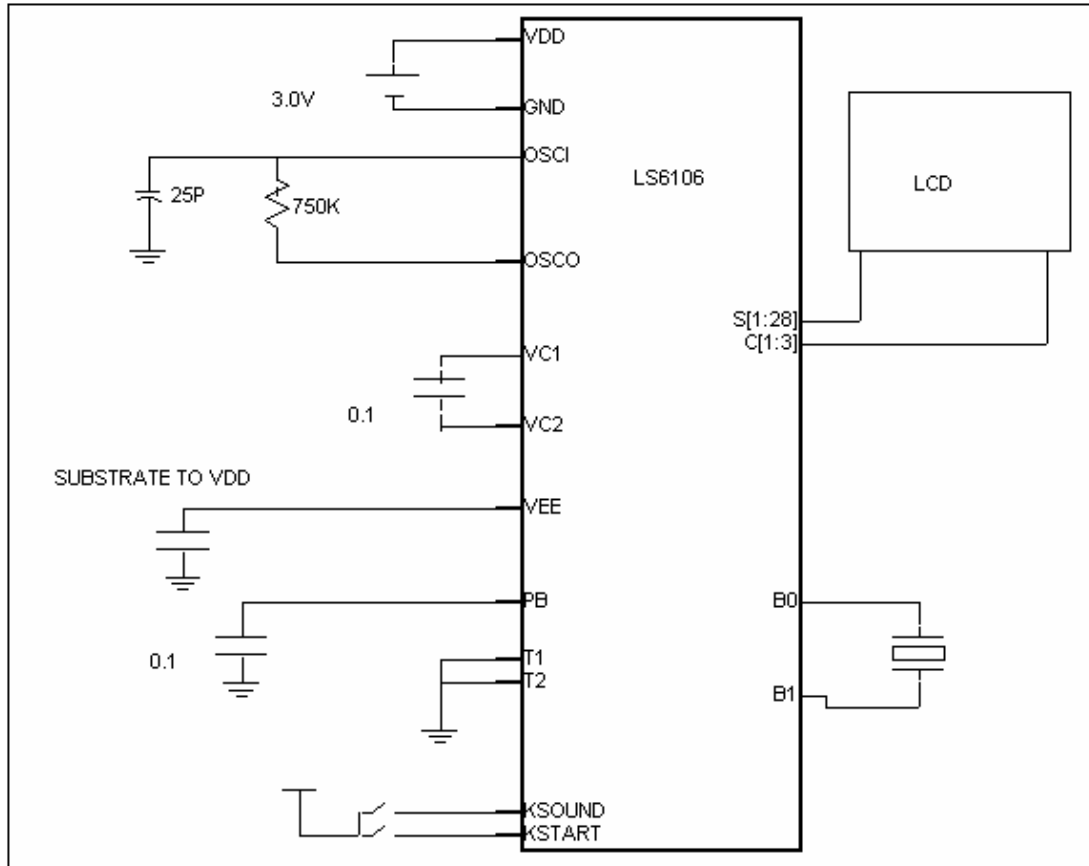 VDD
3.0V
GND
OSCI
LS6106
LCD
25P
750K
OSCO
S[1:28]
C[1:3]
VC1
0.1
VC2
SUBSTRATE TO VDD
VEE
PB
B0
0.1
T1
T2
B1
KSOUND
KSTART